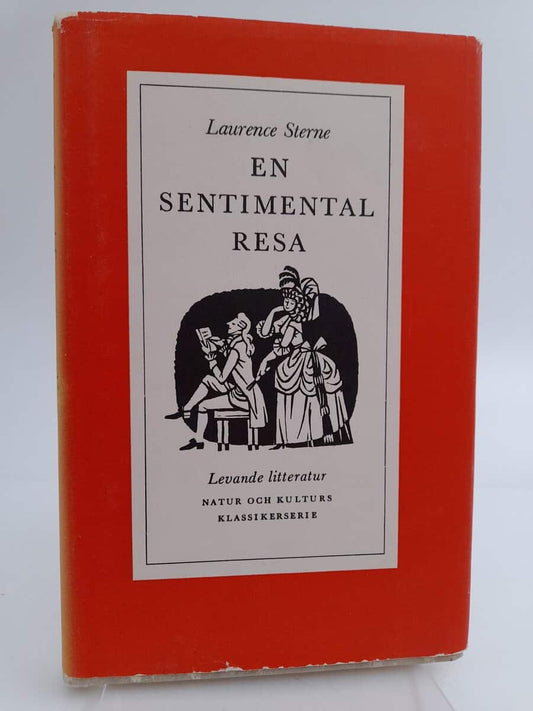 Laurence Sterne
EN
SENTIMENTAL
RESA
Levande litteratur
NATUR OCH KULTURS
KLASSIKERSERIE